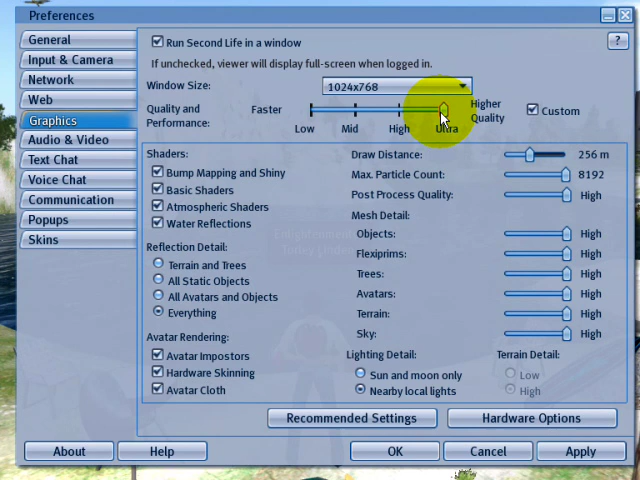 Preferences
General
Input & Camera
Network
Web
Graphics
Audio & Video
Text Chat
Voice Chat
Communication
Popups
Skins
Run Second Life in a window
?
If unchecked, viewer will display full-screen when logged in.
Window Size:
1024x768
Quality and
Performance:
Faster
Higher
Quality
Custom
Low
Mid
High
Ultra
Shaders:
Bump Mapping and Shiny
Basic Shaders
Atmospheric Shaders
Water Reflections
Reflection Detail:
Terrain and Trees
All Static Objects
All Avatars and Objects
Everything
Avatar Rendering:
Avatar Impostors
Hardware Skinning
Avatar Cloth
Draw Distance: 256 m
Max. Particle Count: 8192
Post Process Quality: High
Mesh Detail:
Objects: High
Flexiprims: High
Trees: High
Avatars: High
Terrain: High
Sky: High
Lighting Detail:
Sun and moon only
Nearby local lights
Terrain Detail:
Low
High
Recommended Settings
Hardware Options
About
Help
OK
Cancel
Apply